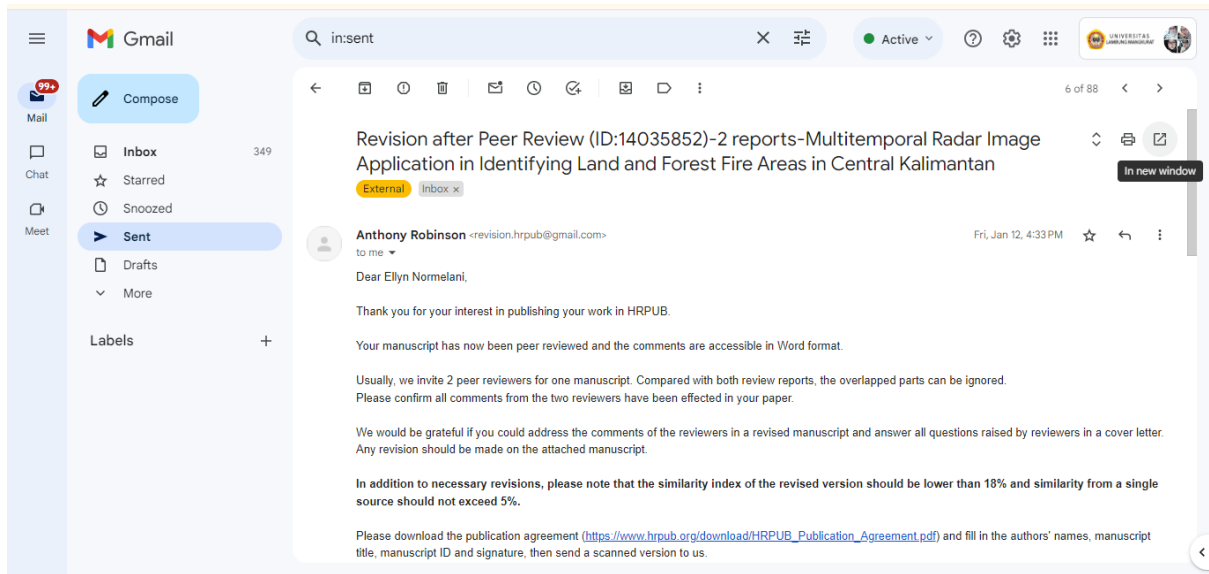 Gmail
in:sent
Active
UNIVERSITAS
LAMBUNG MANGKURAT
99+
Mail
Chat
Meet
Compose
Inbox 349
Starred
Snoozed
Sent
Drafts
More
Labels
6 of 88
Revision after Peer Review (ID:14035852)-2 reports-Multitemporal Radar Image
Application in Identifying Land and Forest Fire Areas in Central Kalimantan
In new window
External Inbox ×
Anthony Robinson <revision.hrpub@gmail.com> Fri, Jan 12, 4:33 PM
to me
Dear Ellyn Normelani,
Thank you for your interest in publishing your work in HRPUB.
Your manuscript has now been peer reviewed and the comments are accessible in Word format.
Usually, we invite 2 peer reviewers for one manuscript. Compared with both review reports, the overlapped parts can be ignored.
Please confirm all comments from the two reviewers have been effected in your paper.
We would be grateful if you could address the comments of the reviewers in a revised manuscript and answer all questions raised by reviewers in a cover letter.
Any revision should be made on the attached manuscript.
In addition to necessary revisions, please note that the similarity index of the revised version should be lower than 18% and similarity from a single
source should not exceed 5%.
Please download the publication agreement (https://www.hrpub.org/download/HRPUB_Publication_Agreement.pdf) and fill in the authors' names, manuscript
title, manuscript ID and signature, then send a scanned version to us.